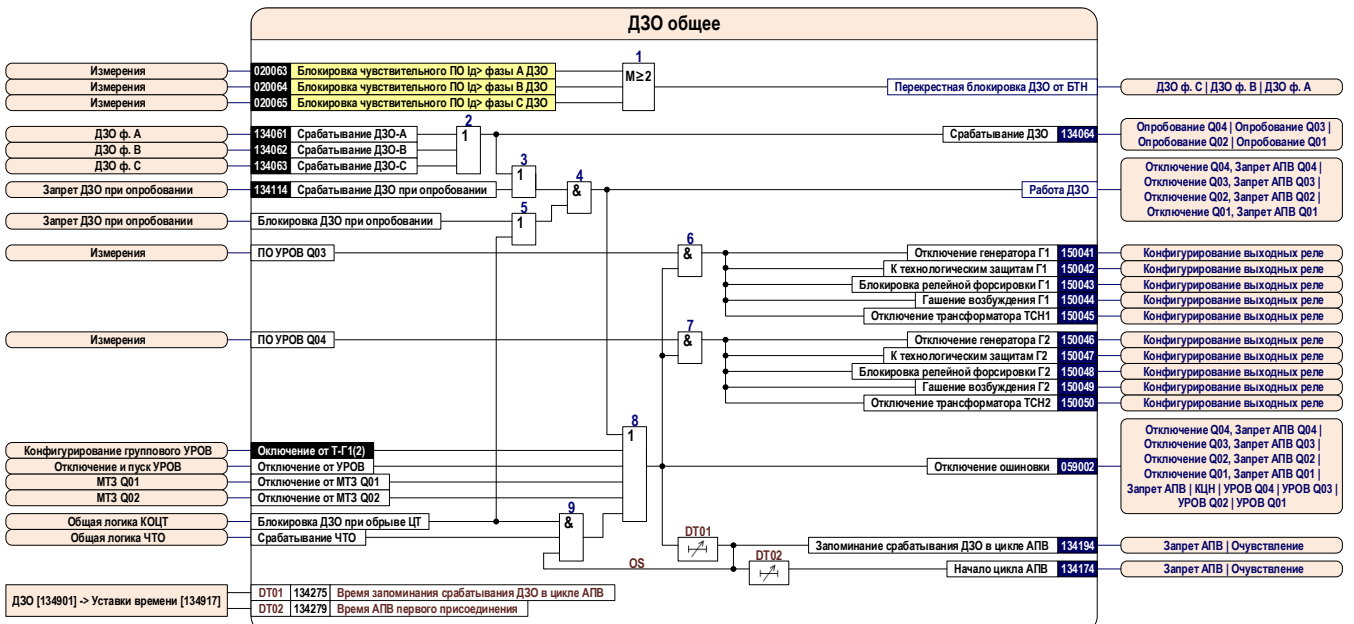 ДЗО общее
1
Измерения 020063 Блокировка чувствительного ПО Iд> фазы А ДЗО M≥2
Измерения 020064 Блокировка чувствительного ПО Iд> фазы В ДЗО Перекрестная блокировка ДЗО от БТН ДЗО ф. С | ДЗО ф. В | ДЗО ф. А
Измерения 020065 Блокировка чувствительного ПО Iд> фазы С ДЗО
2
ДЗО ф. А 134061 Срабатывание ДЗО-А 1 Срабатывание ДЗО 134064
Опробование Q04 | Опробование Q03 |
Опробование Q02 | Опробование Q01
ДЗО ф. В 134062 Срабатывание ДЗО-В
ДЗО ф. С 134063 Срабатывание ДЗО-С
3
1
4
&
Запрет ДЗО при опробовании 134114 Срабатывание ДЗО при опробовании Работа ДЗО
Отключение Q04, Запрет АПВ Q04 |
Отключение Q03, Запрет АПВ Q03 |
Отключение Q02, Запрет АПВ Q02 |
Отключение Q01, Запрет АПВ Q01
5
1
Запрет ДЗО при опробовании Блокировка ДЗО при опробовании
6
Измерения ПО УРОВ Q03 & Отключение генератора Г1 150041 Конфигурирование выходных реле
К технологическим защитам Г1 150042 Конфигурирование выходных реле
Блокировка релейной форсировки Г1 150043 Конфигурирование выходных реле
Гашение возбуждения Г1 150044 Конфигурирование выходных реле
Отключение трансформатора ТСН1 150045 Конфигурирование выходных реле
7
Измерения ПО УРОВ Q04 & Отключение генератора Г2 150046 Конфигурирование выходных реле
К технологическим защитам Г2 150047 Конфигурирование выходных реле
Блокировка релейной форсировки Г2 150048 Конфигурирование выходных реле
Гашение возбуждения Г2 150049 Конфигурирование выходных реле
Отключение трансформатора ТСН2 150050 Конфигурирование выходных реле
8
1
Конфигурирование группового УРОВ Оключение от Т-Г1(2)
Отключение и пуск УРОВ Отключение от УРОВ Отключение ошиновки 059002
Отключение Q04, Запрет АПВ Q04 |
Отключение Q03, Запрет АПВ Q03 |
Отключение Q02, Запрет АПВ Q02 |
Отключение Q01, Запрет АПВ Q01 |
Запрет АПВ | КЦН | УРОВ Q04 | УРОВ Q03 |
УРОВ Q02 | УРОВ Q01
МТЗ Q01 Отключение от МТЗ Q01
МТЗ Q02 Отключение от МТЗ Q02
9
Общая логика КОЦТ Блокировка ДЗО при обрыве ЦТ &
Общая логика ЧТО Срабатывание ЧТО
DT01 Запоминание срабатывания ДЗО в цикле АПВ 134194 Запрет АПВ | Очувствление
OS DT02 Начало цикла АПВ 134174 Запрет АПВ | Очувствление
ДЗО [134901] -> Уставки времени [134917]
DT01 134275 Время запоминания срабатывания ДЗО в цикле АПВ
DT02 134279 Время АПВ первого присоединения